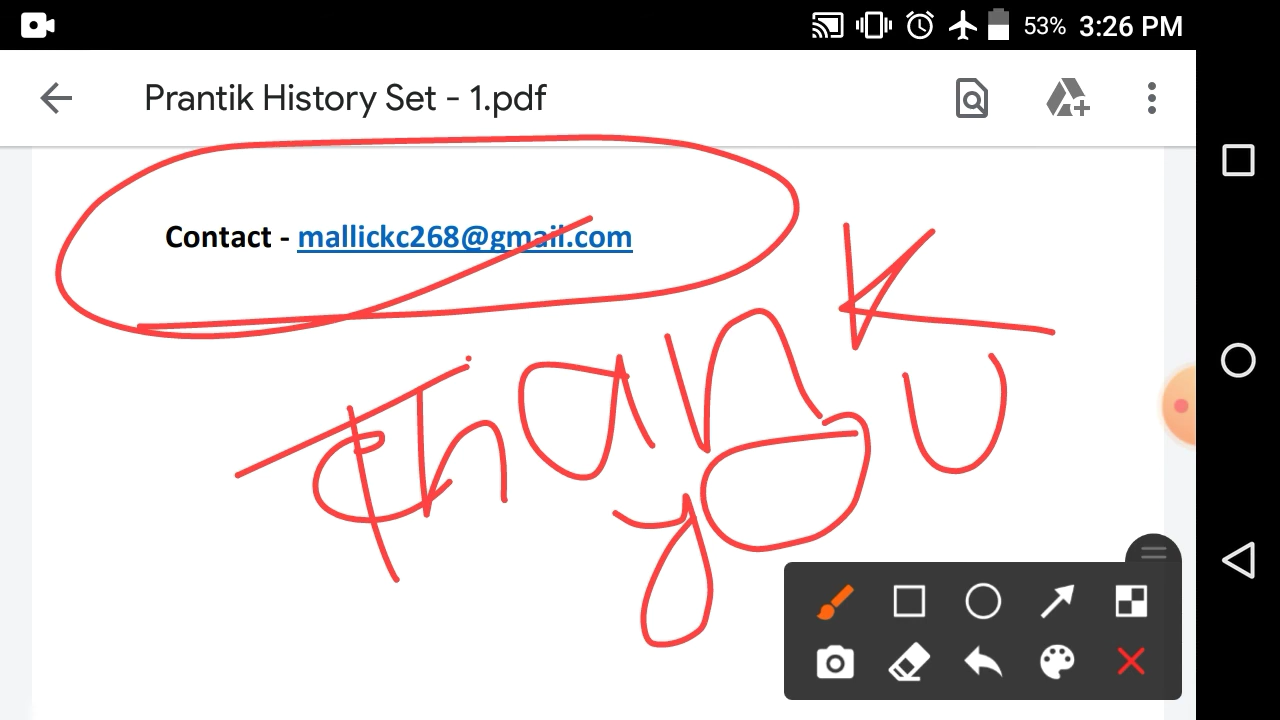 53% 3:26 PM
Prantik History Set - 1.pdf
Contact - mallickc268@gmail.com
Thank
you